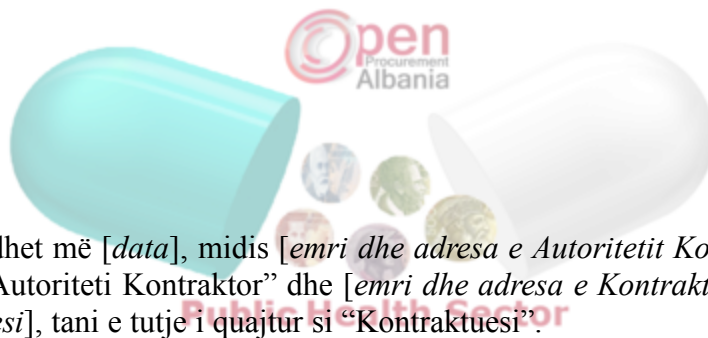 Open
Procurement
Albania
dhet më [data], midis [emri dhe adresa e Autoritetit Ko
Autoriteti Kontraktor” dhe [emri dhe adresa e Kontrakt
esi], tani e tutje i quajtur si “Kontraktuesi”.
Public Health Sector